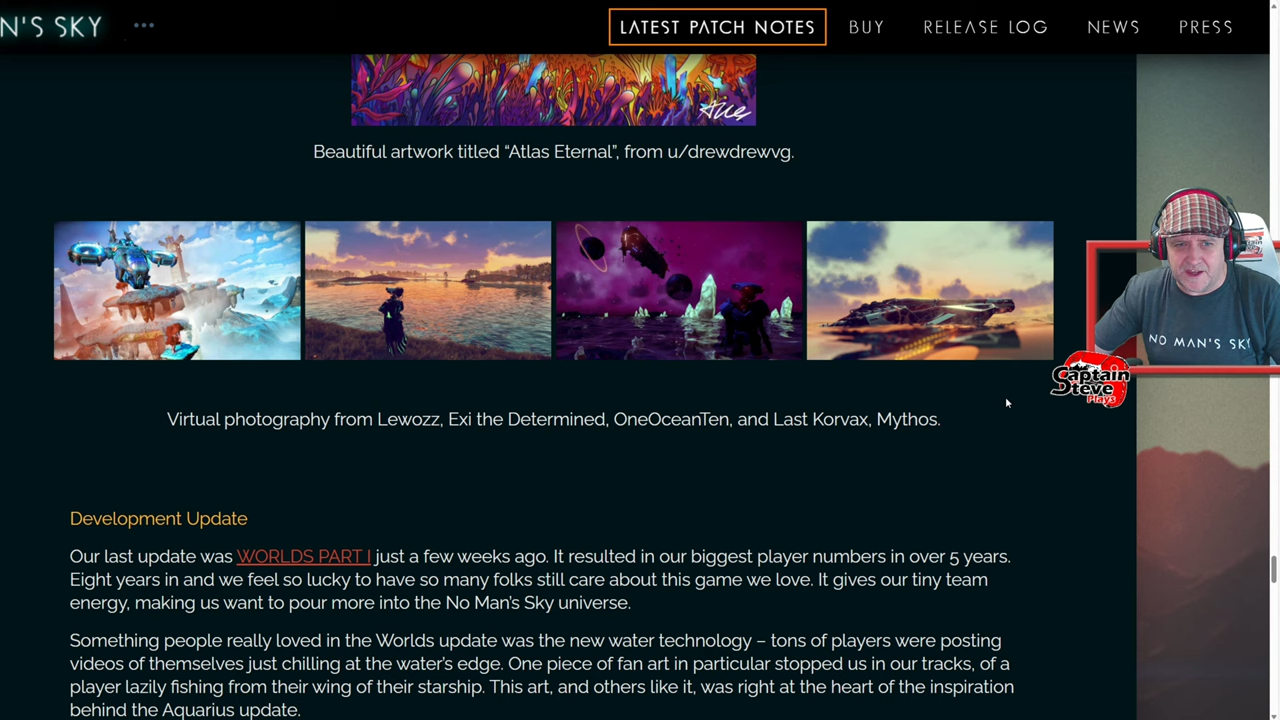 N'S SKY
LATEST PATCH NOTES
BUY
RELEASE LOG
NEWS
PRESS
Beautiful artwork titled “Atlas Eternal”, from u/drewdrewvg.
NO MAN'S SKY
Captain
Steve
Plays
Virtual photography from Lewozz, Exi the Determined, OneOceanTen, and Last Korvax, Mythos.
Development Update
Our last update was WORLDS PART I just a few weeks ago. It resulted in our biggest player numbers in over 5 years.
Eight years in and we feel so lucky to have so many folks still care about this game we love. It gives our tiny team
energy, making us want to pour more into the No Man’s Sky universe.
Something people really loved in the Worlds update was the new water technology – tons of players were posting
videos of themselves just chilling at the water’s edge. One piece of fan art in particular stopped us in our tracks, of a
player lazily fishing from their wing of their starship. This art, and others like it, was right at the heart of the inspiration
behind the Aquarius update.